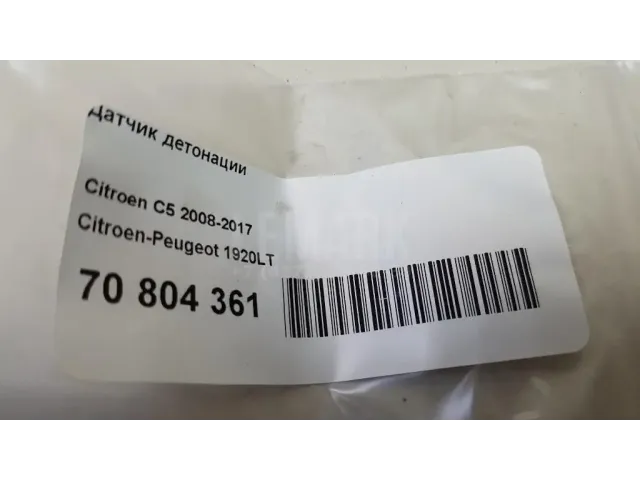 Датчик детонации
Citroen C5 2008-2017
Citroen-Peugeot 1920LT
70 804 361